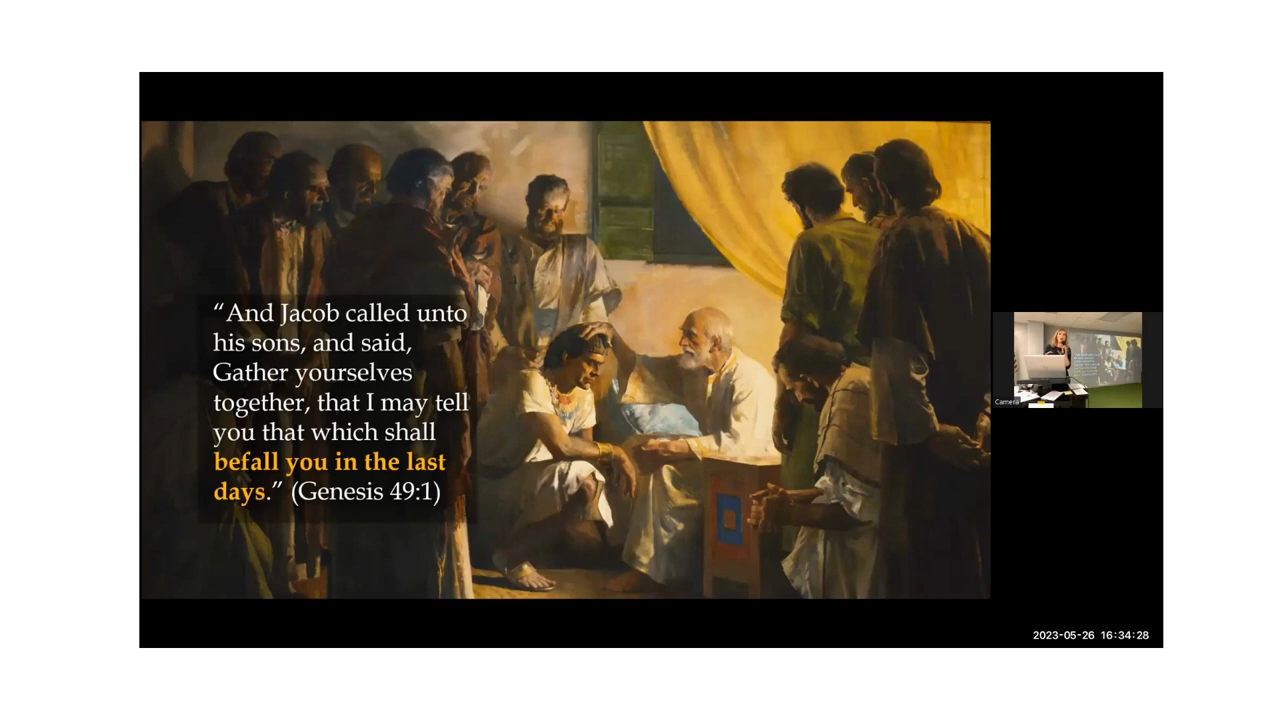 “And Jacob called unto
his sons, and said,
Gather yourselves
together, that I may tell
you that which shall
befall you in the last
days.” (Genesis 49:1)
Camera
2023-05-26 16:34:28